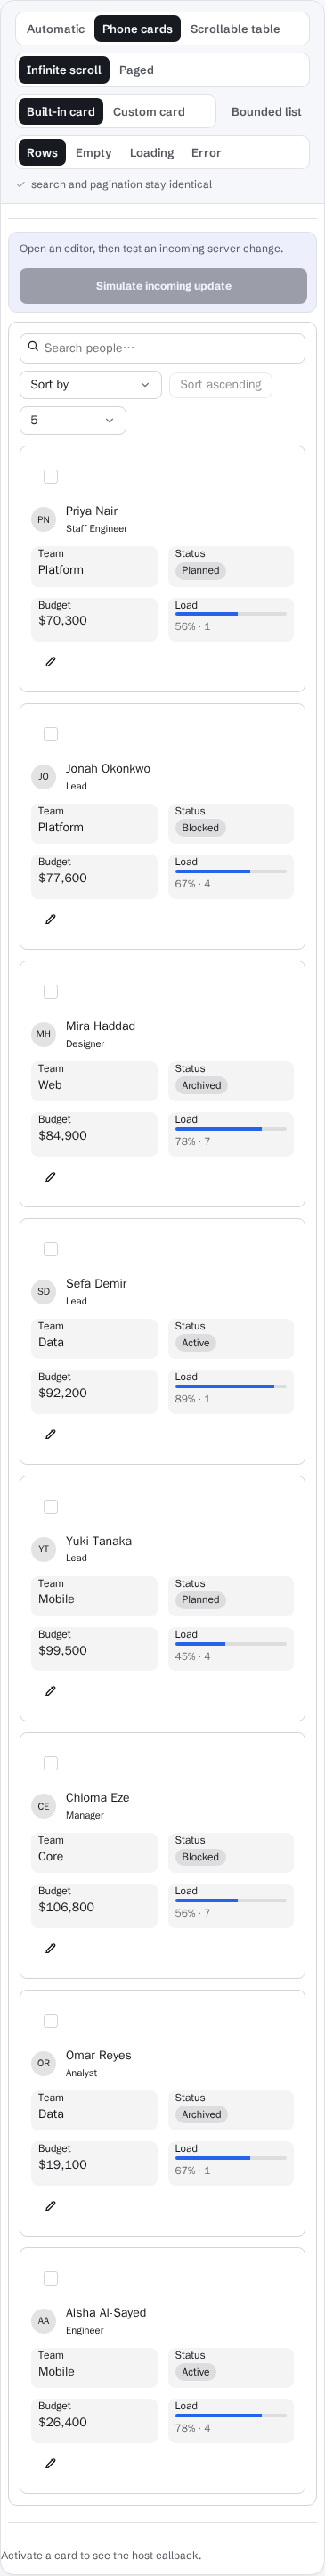 Automatic Phone cards Scrollable table
Infinite scroll Paged
Built-in card Custom card Bounded list
Rows Empty Loading Error
✓ search and pagination stay identical
Open an editor, then test an incoming server change.
Simulate incoming update
Search people…
Sort by Sort ascending
5
PN Priya Nair
Staff Engineer
Team Status
Platform Planned
Budget Load
$70,300 56% · 1
JO Jonah Okonkwo
Lead
Team Status
Platform Blocked
Budget Load
$77,600 67% · 4
MH Mira Haddad
Designer
Team Status
Web Archived
Budget Load
$84,900 78% · 7
SD Sefa Demir
Lead
Team Status
Data Active
Budget Load
$92,200 89% · 1
YT Yuki Tanaka
Lead
Team Status
Mobile Planned
Budget Load
$99,500 45% · 4
CE Chioma Eze
Manager
Team Status
Core Blocked
Budget Load
$106,800 56% · 7
OR Omar Reyes
Analyst
Team Status
Data Archived
Budget Load
$19,100 67% · 1
AA Aisha Al-Sayed
Engineer
Team Status
Mobile Active
Budget Load
$26,400 78% · 4
Activate a card to see the host callback.